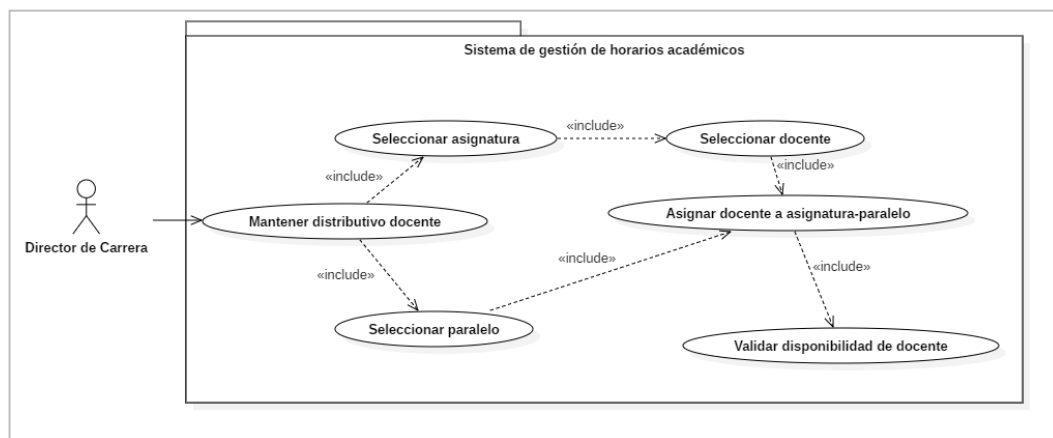 Sistema de gestión de horarios académicos
Seleccionar asignatura
«include»
Seleccionar docente
«include»
«include»
Director de Carrera
Mantener distributivo docente
Asignar docente a asignatura-paralelo
«include»
«include»
«include»
Seleccionar paralelo
Validar disponibilidad de docente